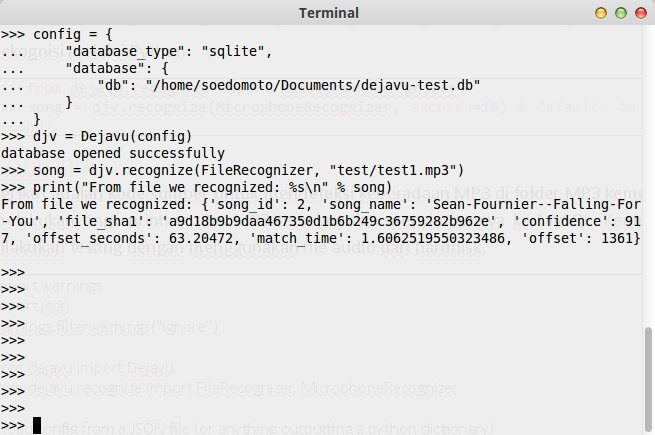 Terminal
>>> config = {
...     "database_type": "sqlite",
...     "database": {
...         "db": "/home/soedomoto/Documents/dejavu-test.db"
...     }
... }
>>> djv = Dejavu(config)
database opened successfully
>>> song = djv.recognize(FileRecognizer, "test/test1.mp3")
>>> print("From file we recognized: %s\n" % song)
From file we recognized: {'song_id': 2, 'song_name': 'Sean-Fournier--Falling-For
-You', 'file_sha1': 'a9d18b9b9daa467350d1b6b249c36759282b962e', 'confidence': 91
7, 'offset_seconds': 63.20472, 'match_time': 1.6062519550323486, 'offset': 1361}
>>>
>>>
>>>
>>>
>>>
>>>
>>>
>>>
>>>
>>>